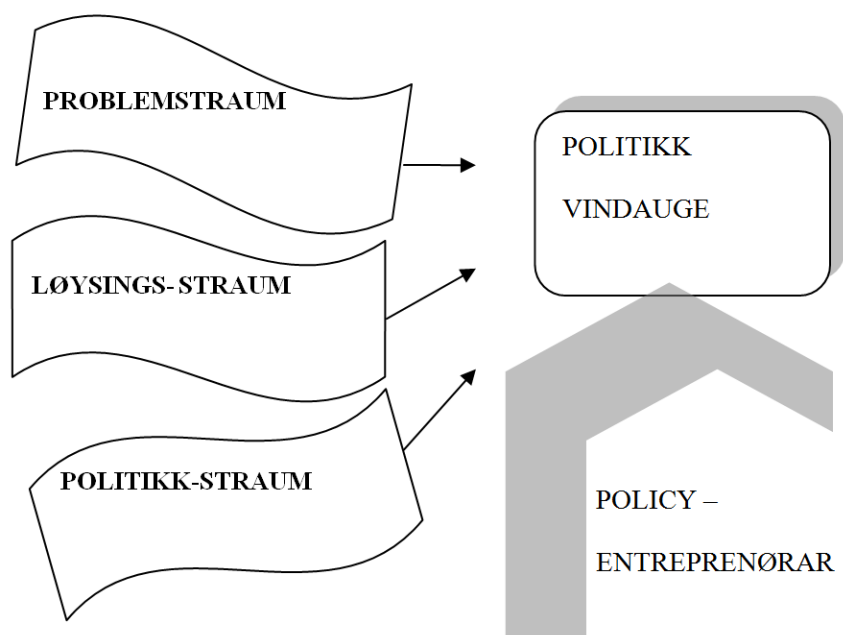 PROBLEMSTRAUM
LØYSINGS- STRAUM
POLITIKK-STRAUM
POLITIKK
VINDAUGE
POLICY –
ENTREPRENØRAR